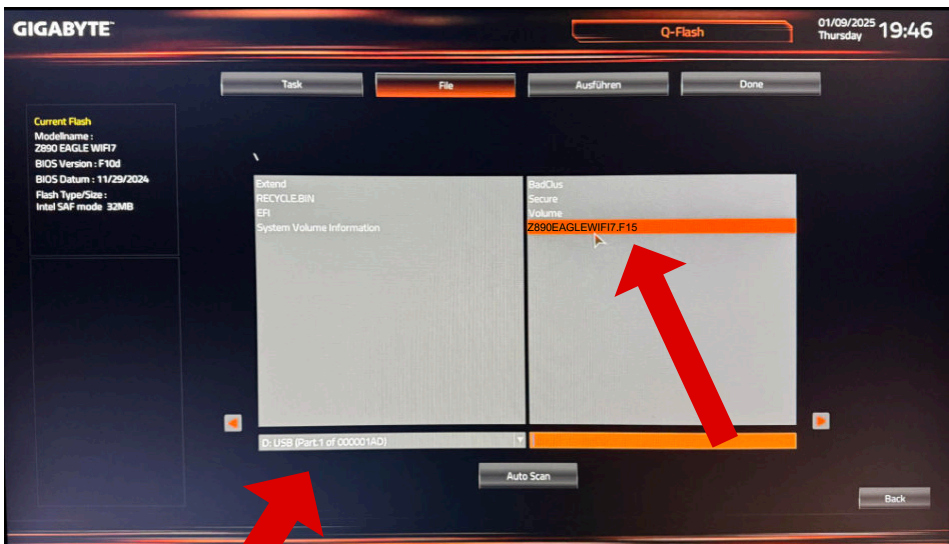 GIGABYTE™
Q-Flash
01/09/2025
Thursday
19:46
Task
File
Ausführen
Done
Current Flash
Modellname :
Z890 EAGLE WIFI7
BIOS Version : F10d
BIOS Datum : 11/29/2024
Flash Type/Size :
Intel SAF mode 32MB
\
Extend
RECYCLE.BIN
EFI
System Volume Information
BadClus
Secure
Volume
Z890EAGLEWIFI7.F15
D: USB (Part.1 of 000001AD)
Auto Scan
Back